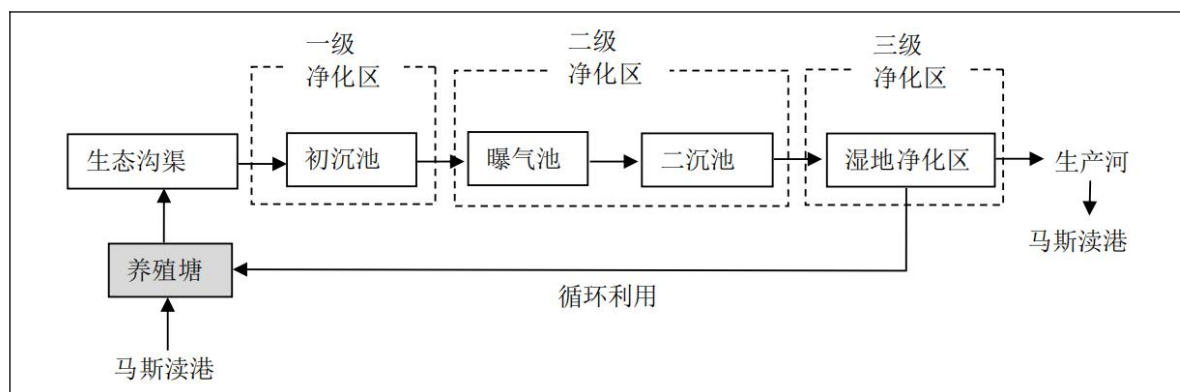 一级
净化区
二级
净化区
三级
净化区
生态沟渠
初沉池
曝气池
二沉池
湿地净化区
生产河
马斯渎港
养殖塘
循环利用
马斯渎港